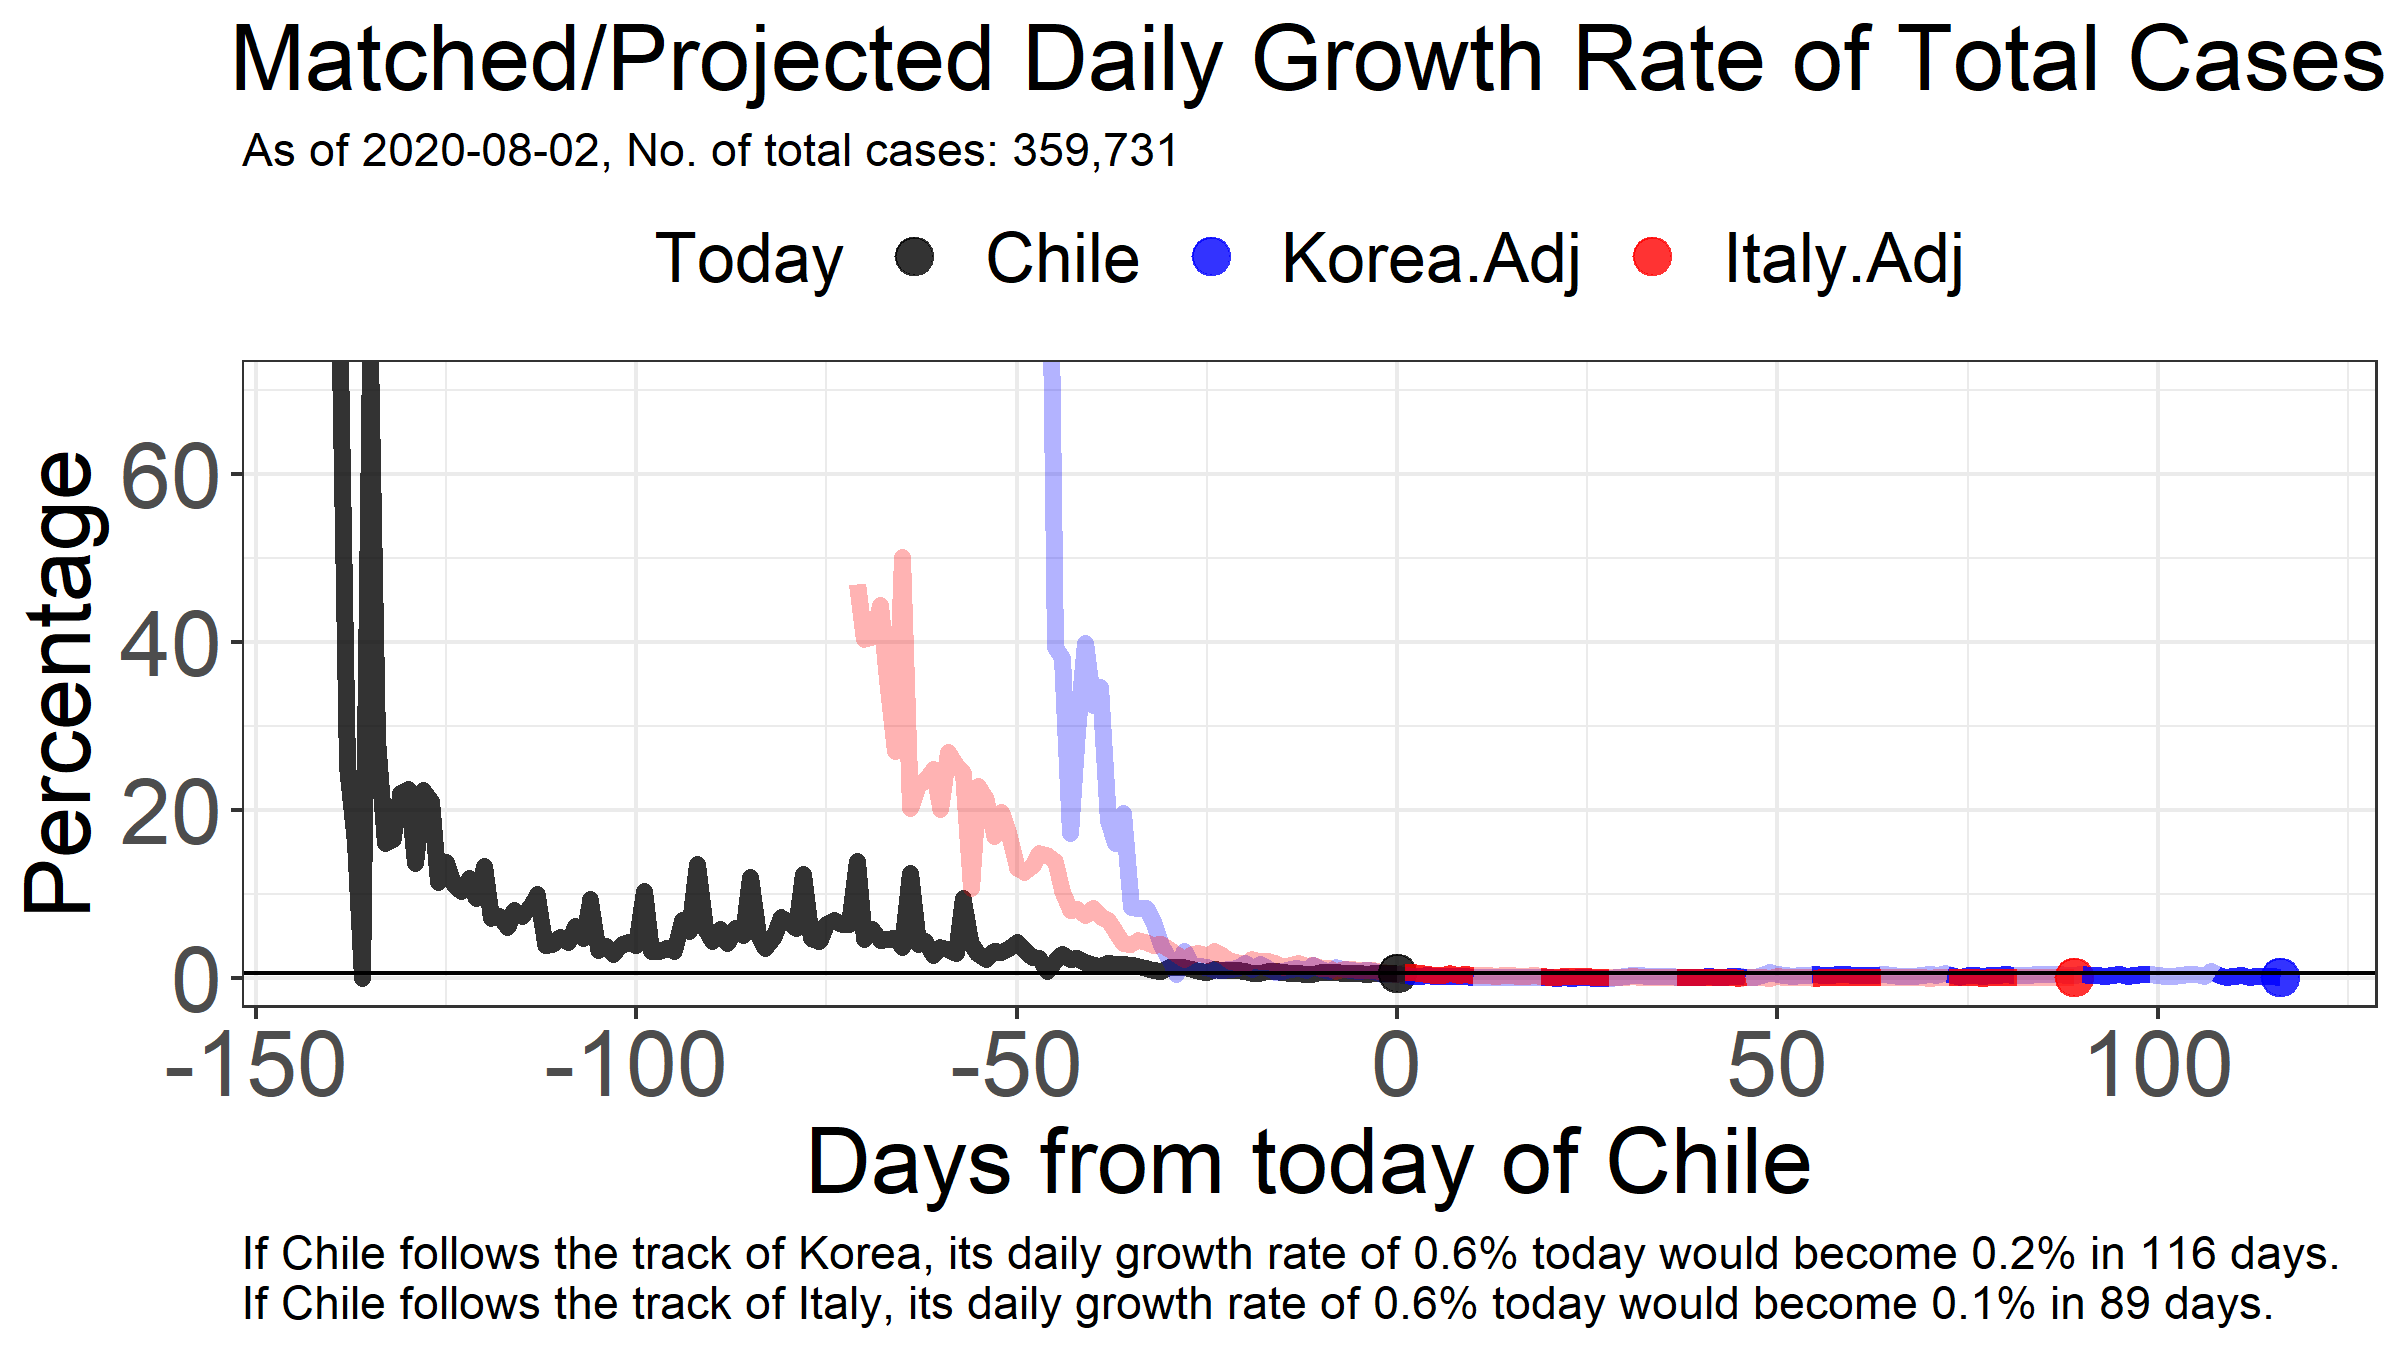 Matched/Projected Daily Growth Rate of Total Cases
As of 2020-08-02, No. of total cases: 359,731
Today Chile Korea.Adj Italy.Adj
Percentage
60
40
20
0
-150 -100 -50 0 50 100
Days from today of Chile
If Chile follows the track of Korea, its daily growth rate of 0.6% today would become 0.2% in 116 days.
If Chile follows the track of Italy, its daily growth rate of 0.6% today would become 0.1% in 89 days.